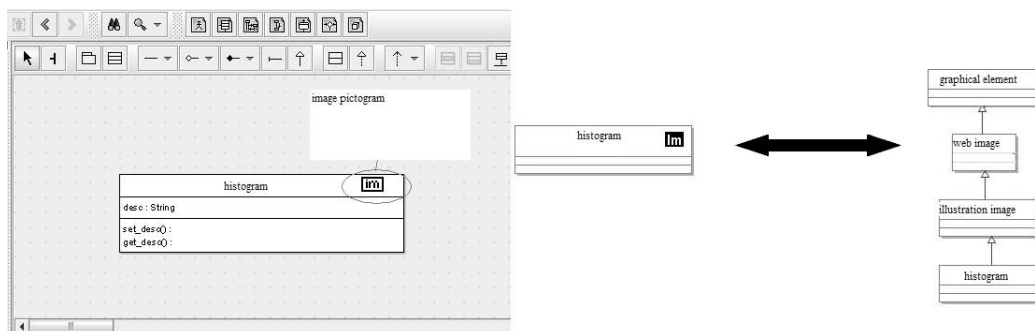 image pictogram
histogram
im
desc : String
set_desc() :
get_desc() :
histogram
Im
graphical element
web image
illustration image
histogram